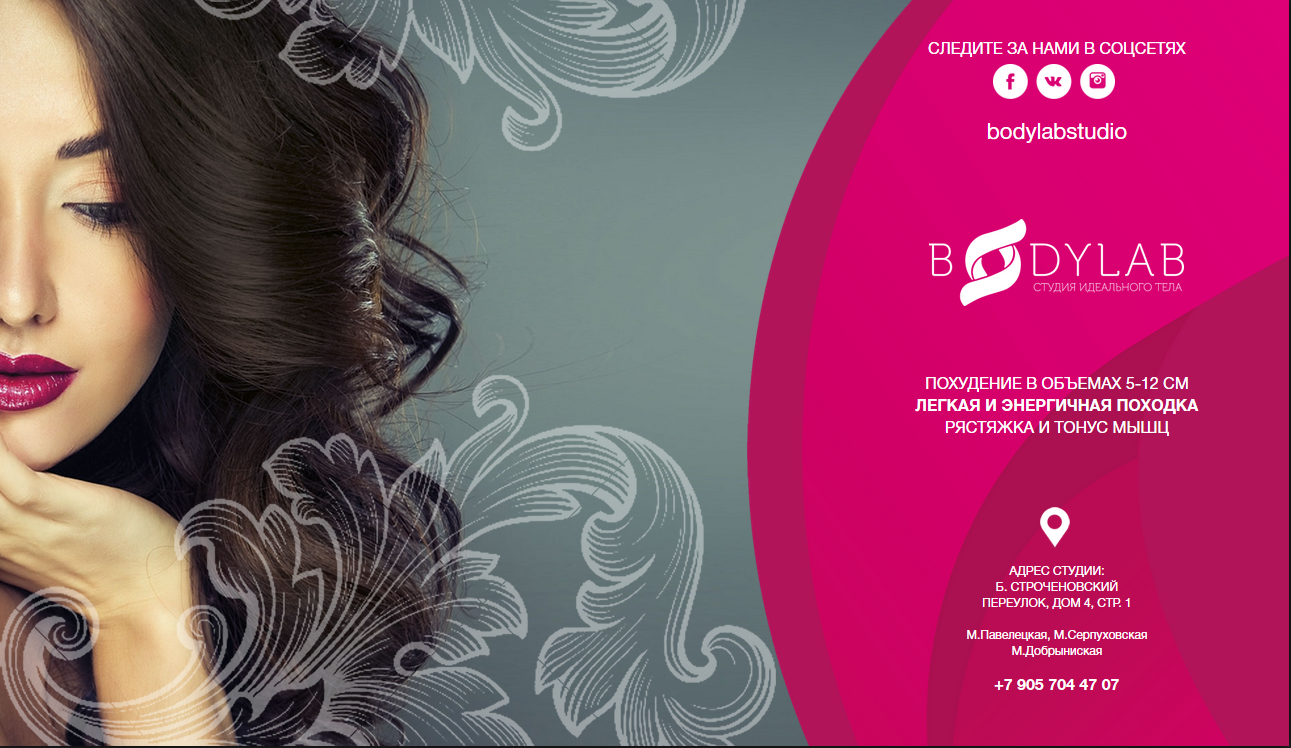 СЛЕДИТЕ ЗА НАМИ В СОЦСЕТЯХ
bodylabstudio
BODYLAB
СТУДИЯ ИДЕАЛЬНОГО ТЕЛА
ПОХУДЕНИЕ В ОБЪЕМАХ 5-12 СМ
ЛЕГКАЯ И ЭНЕРГИЧНАЯ ПОХОДКА
РЯСТЯЖКА И ТОНУС МЫШЦ
АДРЕС СТУДИИ:
Б. СТРОЧЕНОВСКИЙ
ПЕРЕУЛОК, ДОМ 4, СТР. 1
М.Павелецкая, М.Серпуховская
М.Добрыниская
+7 905 704 47 07